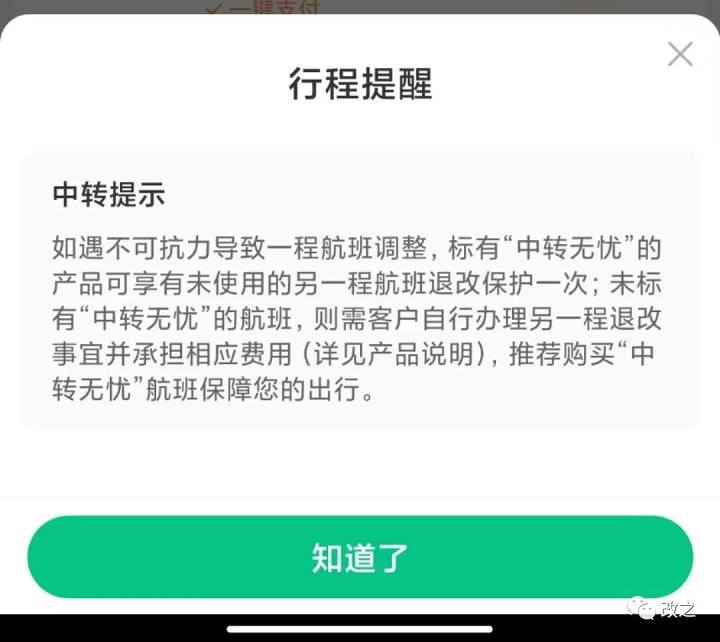 一键支付
行程提醒
中转提示
如遇不可抗力导致一程航班调整，标有“中转无忧”的
产品可享有未使用的另一程航班退改保护一次；未标
有“中转无忧”的航班，则需客户自行办理另一程退改
事宜并承担相应费用（详见产品说明），推荐购买“中
转无忧”航班保障您的出行。
知道了
改之